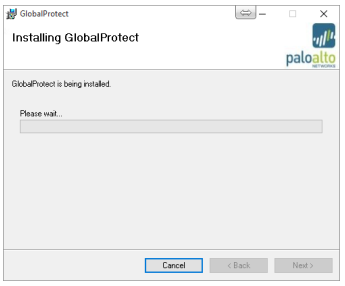 GlobalProtect
Installing GlobalProtect
paloalto
NETWORKS
GlobalProtect is being installed.
Please wait...
Cancel
< Back
Next >